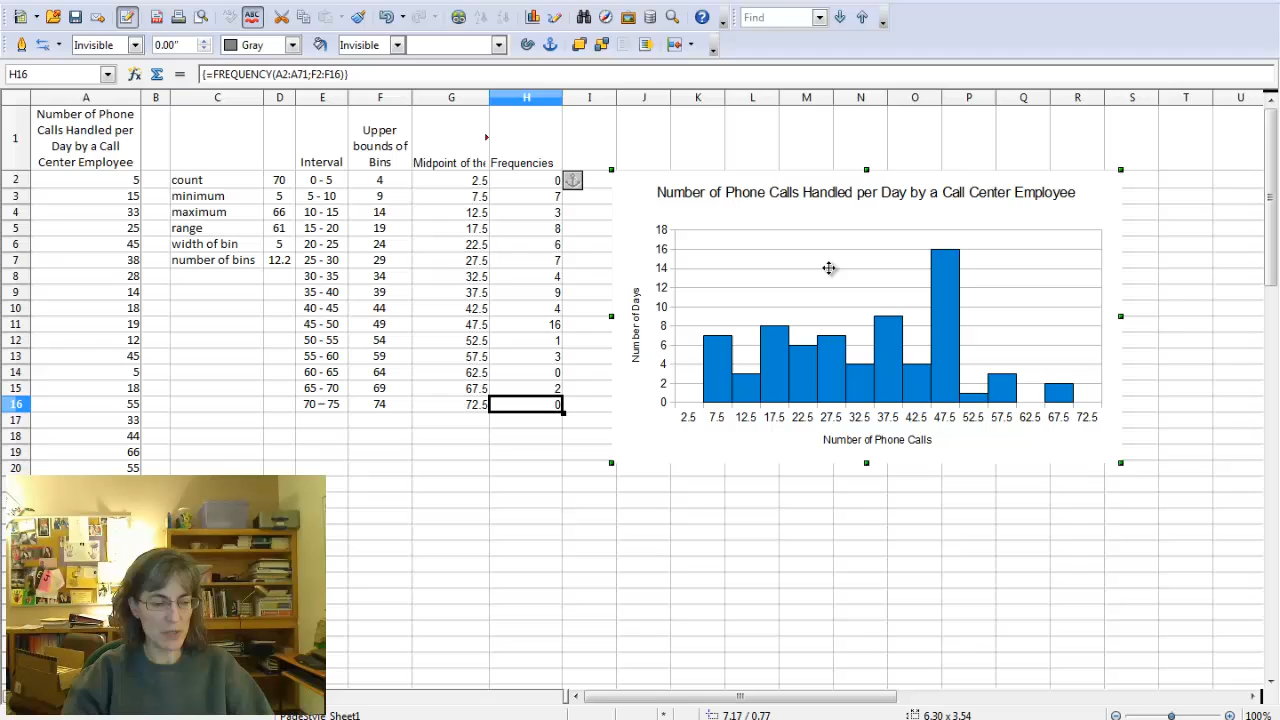 Find
Invisible 0.00" Gray Invisible
H16 {=FREQUENCY(A2:A71;F2:F16)}
A B C D E F G H I J K L M N O P Q R S T U
1 Number of Phone Calls Handled per Day by a Call Center Employee Interval Upper bounds of Bins Midpoint of the Frequencies
2 5 count 70 0 - 5 4 2.5 0
3 15 minimum 5 5 - 10 9 7.5 7
4 33 maximum 66 10 - 15 14 12.5 3
5 25 range 61 15 - 20 19 17.5 8
6 45 width of bin 5 20 - 25 24 22.5 6
7 38 number of bins 12.2 25 - 30 29 27.5 7
8 28 30 - 35 34 32.5 4
9 14 35 - 40 39 37.5 9
10 18 40 - 45 44 42.5 4
11 19 45 - 50 49 47.5 16
12 12 50 - 55 54 52.5 1
13 45 55 - 60 59 57.5 3
14 5 60 - 65 64 62.5 0
15 18 65 - 70 69 67.5 2
16 55 70 – 75 74 72.5 0
17 33
18 44
19 66
20 55
Number of Phone Calls Handled per Day by a Call Center Employee
Number of Days
18
16
14
12
10
8
6
4
2
0
2.5 7.5 12.5 17.5 22.5 27.5 32.5 37.5 42.5 47.5 52.5 57.5 62.5 67.5 72.5
Number of Phone Calls
PageStyle_Sheet1 * 7.17 / 0.77 6.30 x 3.54 100%